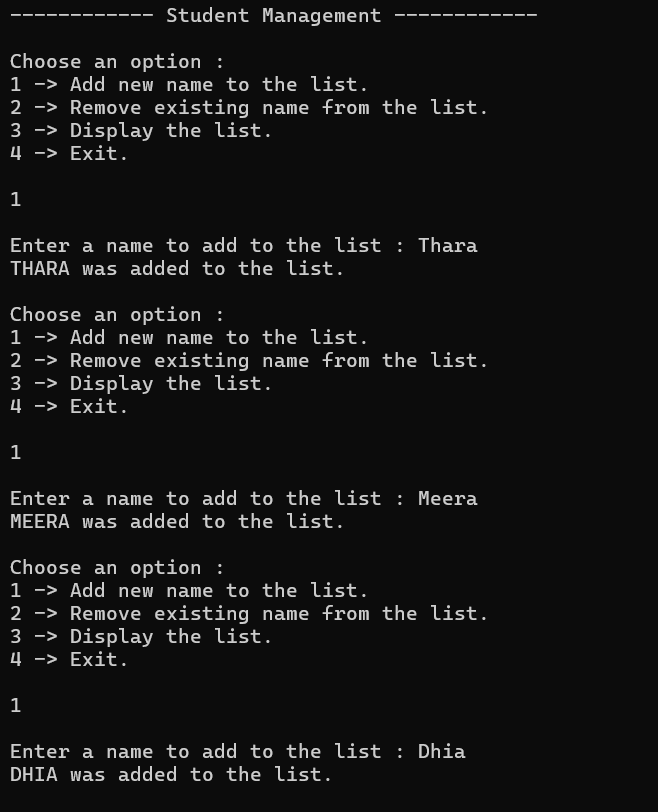 ------------ Student Management ------------
Choose an option :
1 -> Add new name to the list.
2 -> Remove existing name from the list.
3 -> Display the list.
4 -> Exit.
1
Enter a name to add to the list : Thara
THARA was added to the list.
Choose an option :
1 -> Add new name to the list.
2 -> Remove existing name from the list.
3 -> Display the list.
4 -> Exit.
1
Enter a name to add to the list : Meera
MEERA was added to the list.
Choose an option :
1 -> Add new name to the list.
2 -> Remove existing name from the list.
3 -> Display the list.
4 -> Exit.
1
Enter a name to add to the list : Dhia
DHIA was added to the list.